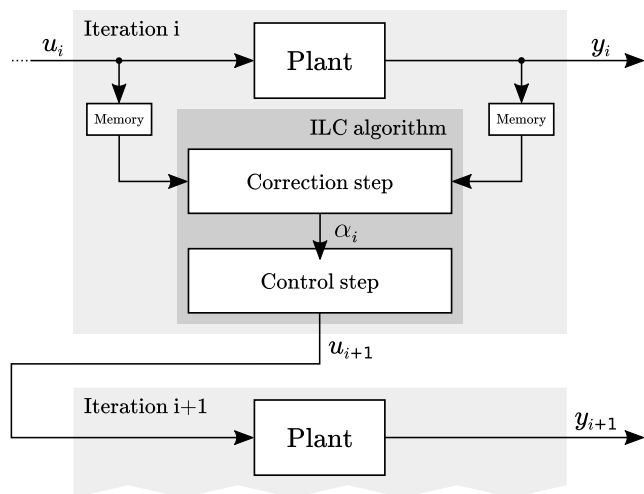 Iteration i
u_i
Plant
y_i
Memory
Memory
ILC algorithm
Correction step
α_i
Control step
u_{i+1}
Iteration i+1
Plant
y_{i+1}